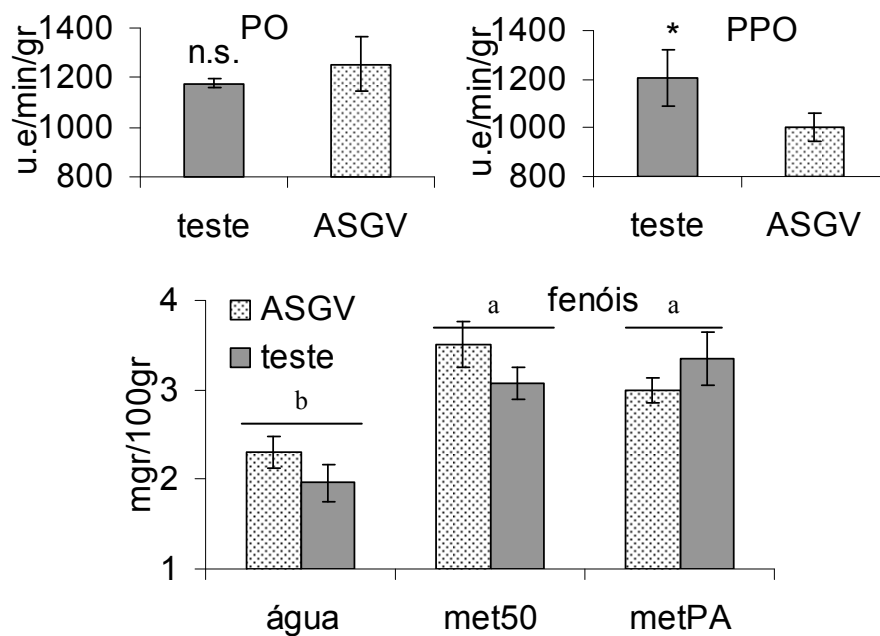 PO
u.e/min/gr
1400
1200
1000
800
n.s.
teste
ASGV
PPO
u.e/min/gr
1400
1200
1000
800
*
teste
ASGV
fenóis
mgr/100gr
4
3
2
1
ASGV
teste
b
a
a
água
met50
metPA